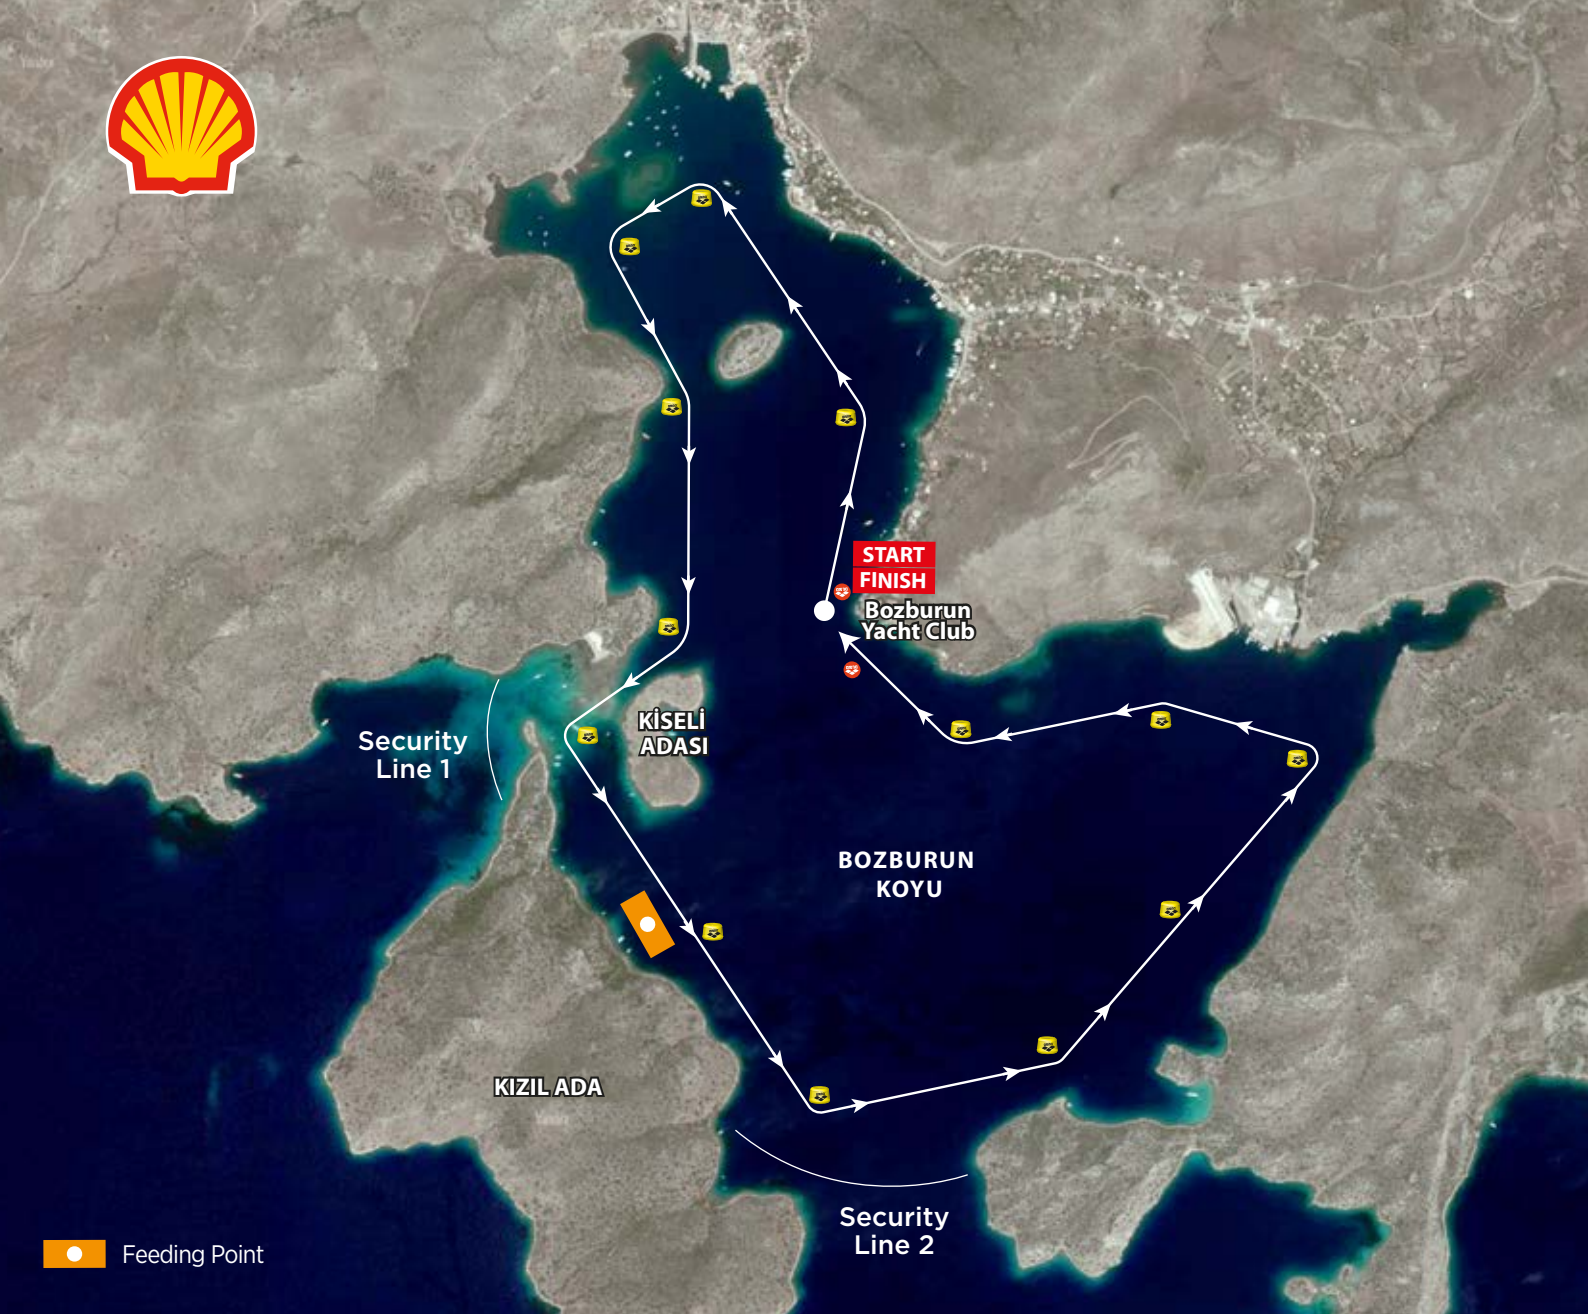 START
FINISH
Bozburun
Yacht Club
KİSELİ
ADASI
Security
Line 1
BOZBURUN
KOYU
KIZIL ADA
Security
Line 2
Feeding Point